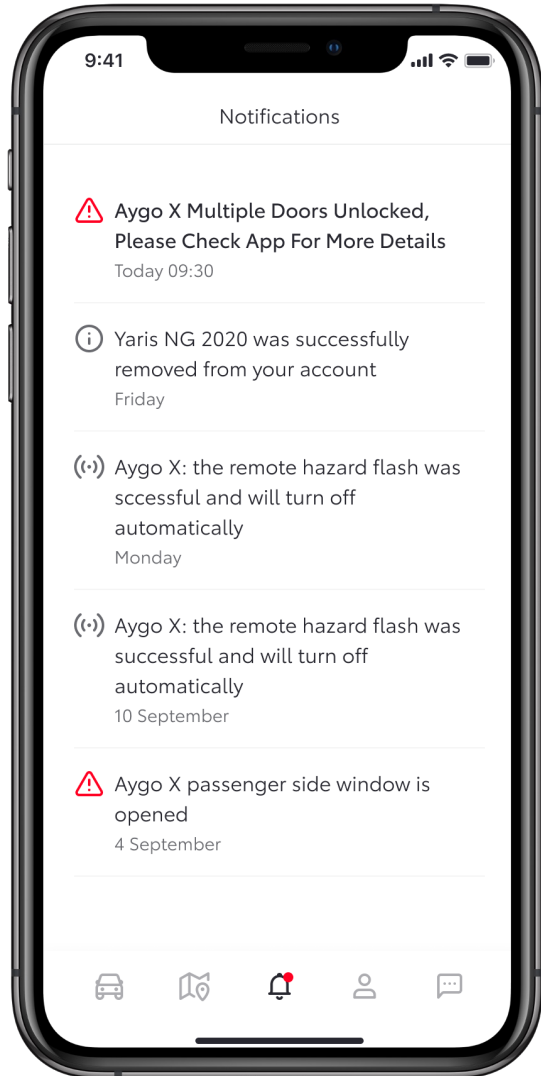 9:41
Notifications
Aygo X Multiple Doors Unlocked,
Please Check App For More Details
Today 09:30
Yaris NG 2020 was successfully
removed from your account
Friday
Aygo X: the remote hazard flash was
sccessful and will turn off
automatically
Monday
Aygo X: the remote hazard flash was
successful and will turn off
automatically
10 September
Aygo X passenger side window is
opened
4 September